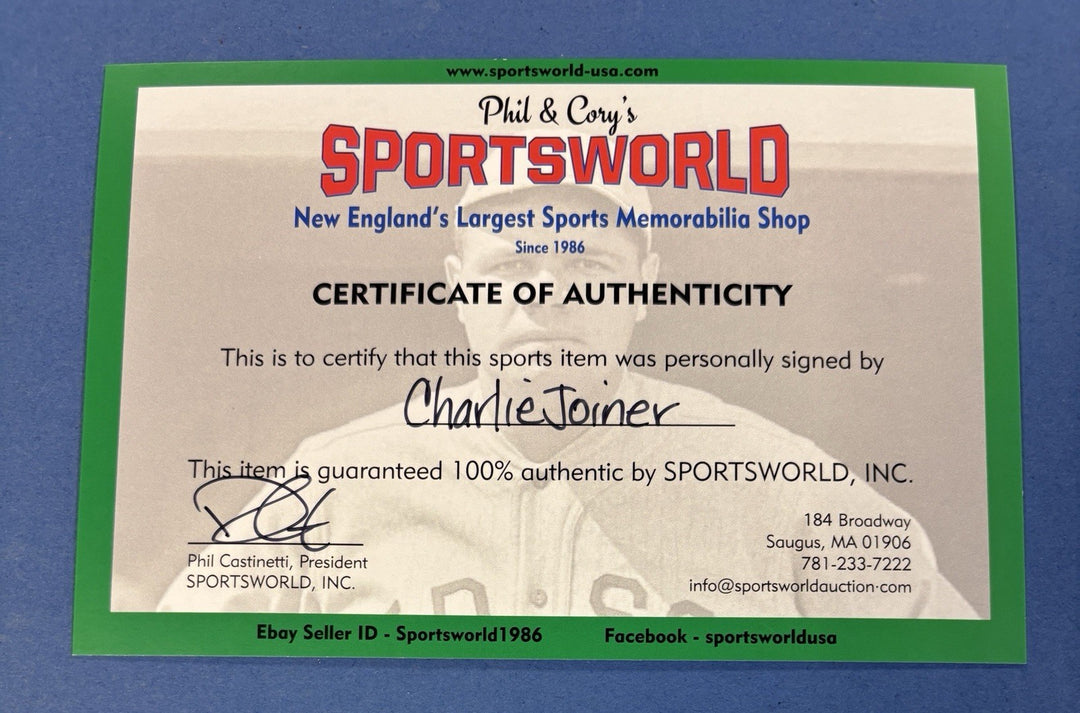 www.sportsworld-usa.com
Phil & Cory's
SPORTSWORLD
New England's Largest Sports Memorabilia Shop
Since 1986
CERTIFICATE OF AUTHENTICITY
This is to certify that this sports item was personally signed by
Charlie Joiner
This item is guaranteed 100% authentic by SPORTSWORLD, INC.
Phil Castinetti, President
SPORTSWORLD, INC.
184 Broadway
Saugus, MA 01906
781-233-7222
info@sportsworldauction.com
Ebay Seller ID - Sportsworld1986 Facebook - sportsworldusa